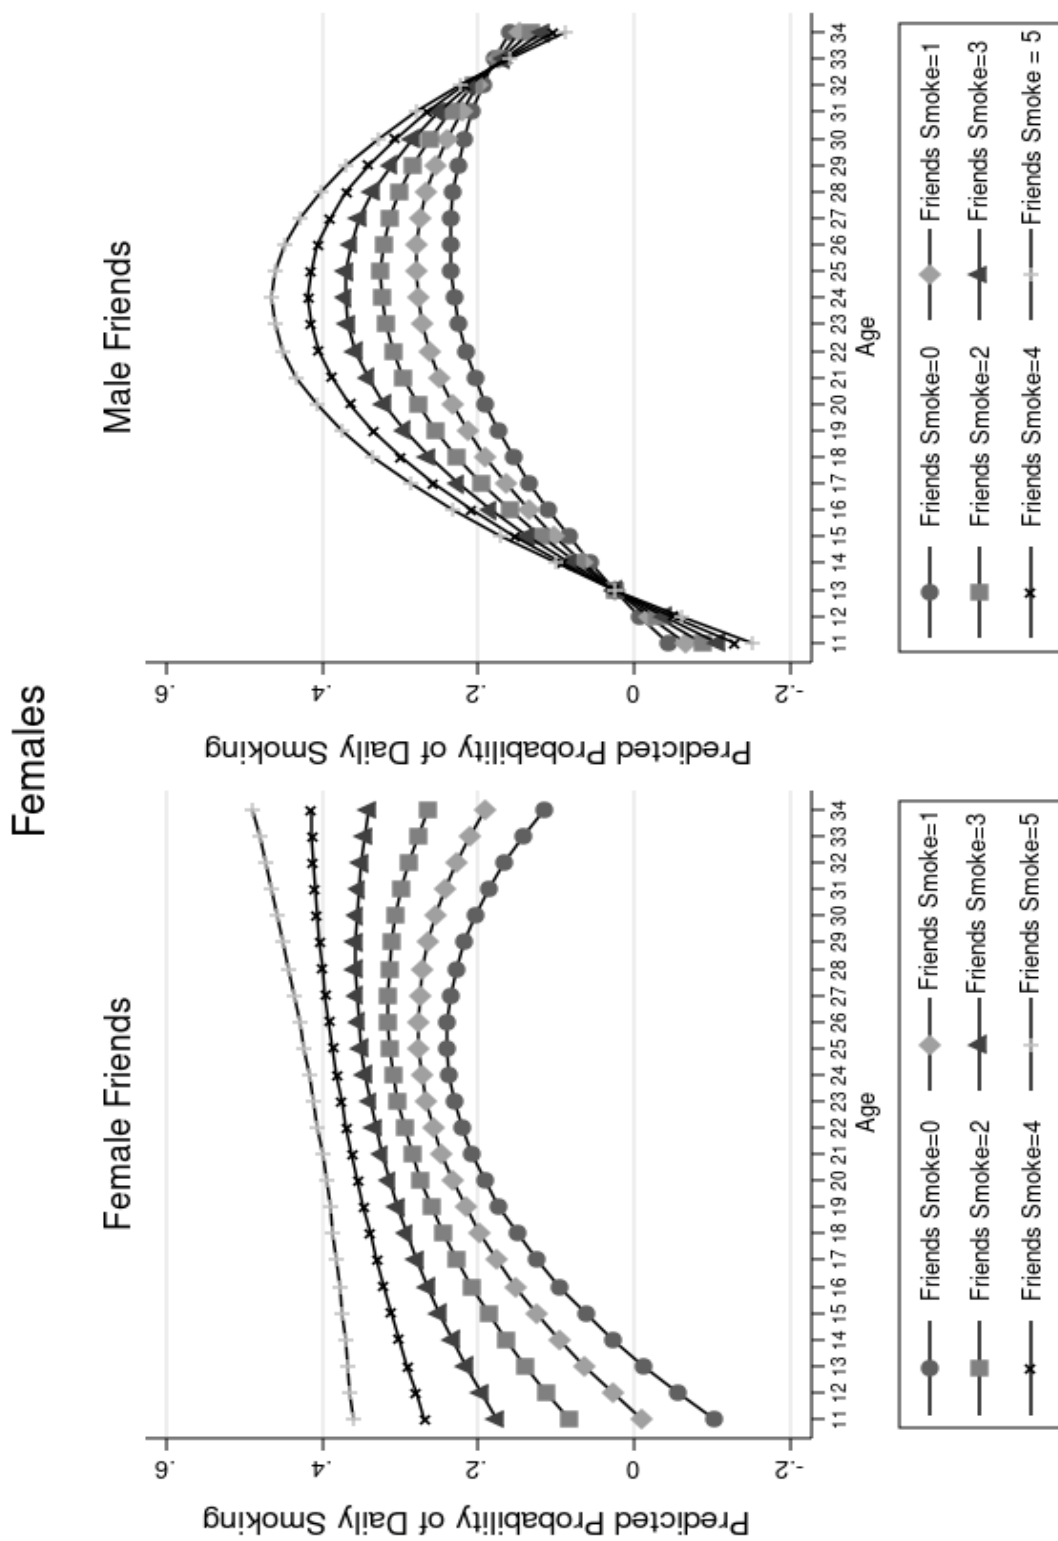 Females
Female Friends
Predicted Probability of Daily Smoking
.6
.4
.2
0
-.2
11 12 13 14 15 16 17 18 19 20 21 22 23 24 25 26 27 28 29 30 31 32 33 34
Age
Friends Smoke=0 Friends Smoke=1
Friends Smoke=2 Friends Smoke=3
Friends Smoke=4 Friends Smoke=5
Male Friends
Predicted Probability of Daily Smoking
.6
.4
.2
0
-.2
11 12 13 14 15 16 17 18 19 20 21 22 23 24 25 26 27 28 29 30 31 32 33 34
Age
Friends Smoke=0 Friends Smoke=1
Friends Smoke=2 Friends Smoke=3
Friends Smoke=4 Friends Smoke = 5